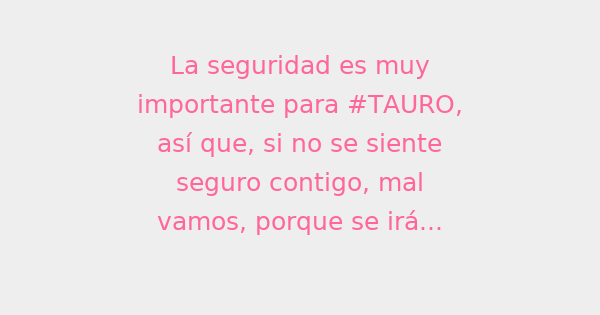 La seguridad es muy
importante para #TAURO,
así que, si no se siente
seguro contigo, mal
vamos, porque se irá...